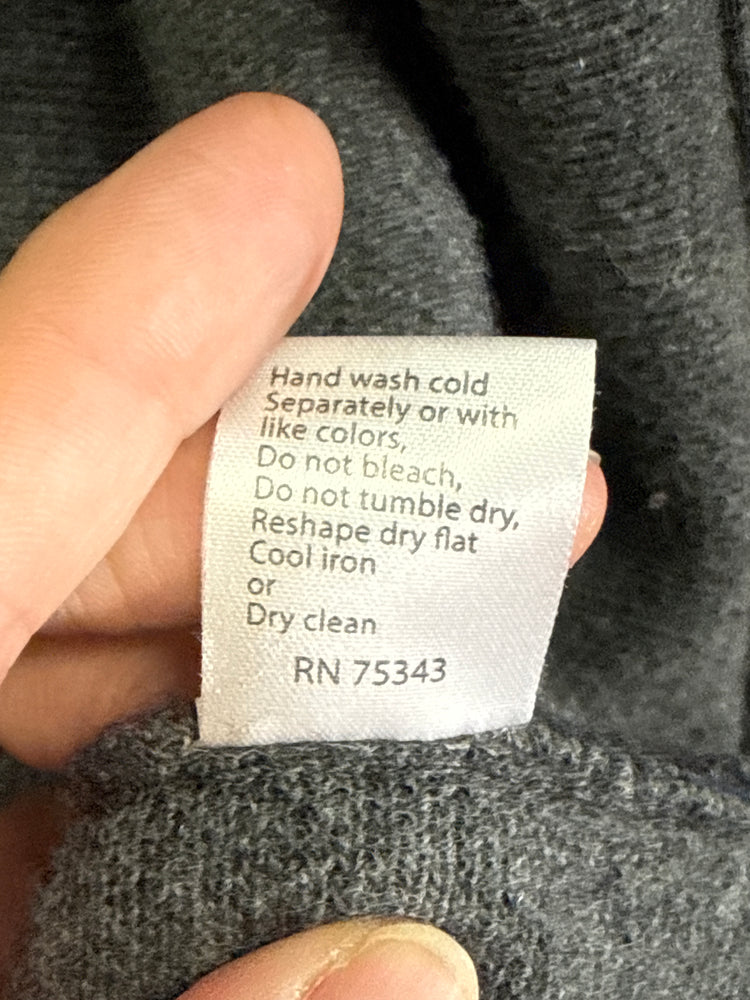 Hand wash cold
Separately or with
like colors,
Do not bleach,
Do not tumble dry,
Reshape dry flat
Cool iron
or
Dry clean
RN 75343